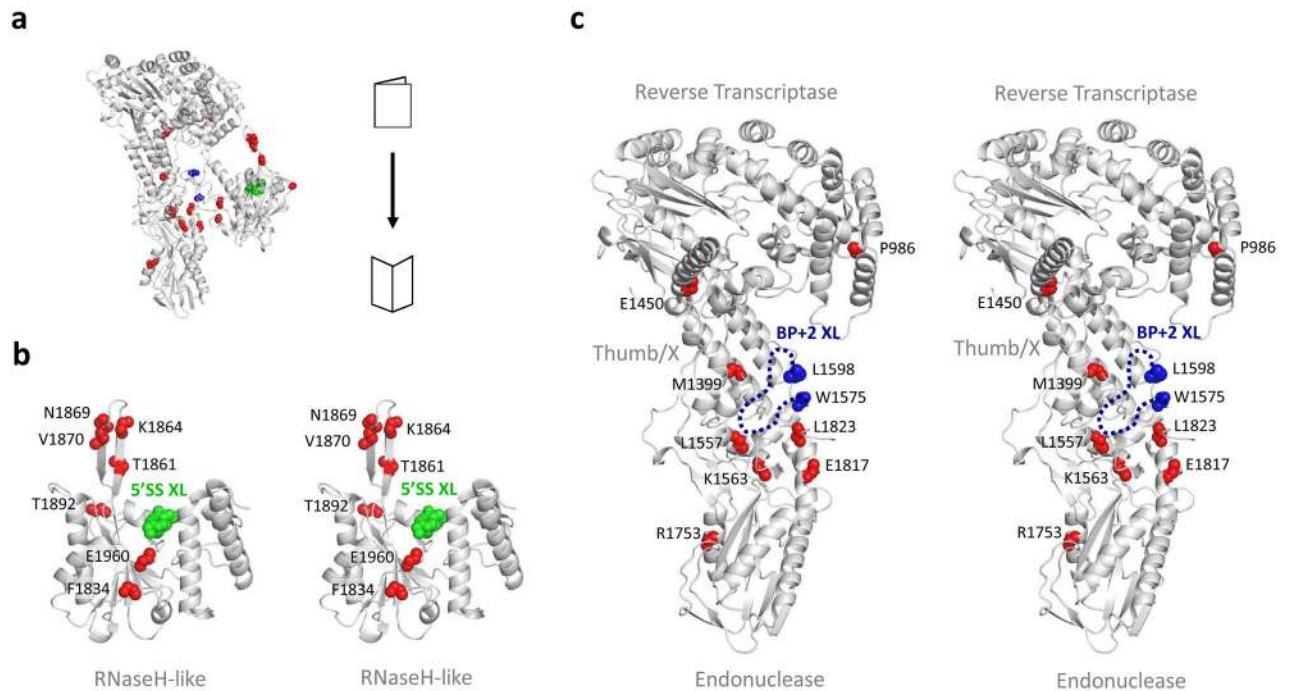 a
b
N1869
V1870
K1864
T1861
5'SS XL
T1892
E1960
F1834
RNaseH-like
N1869
V1870
K1864
T1861
5'SS XL
T1892
E1960
F1834
RNaseH-like
c
Reverse Transcriptase
P986
E1450
BP+2 XL
Thumb/X
L1598
M1399
W1575
L1823
L1557
E1817
K1563
R1753
Endonuclease
Reverse Transcriptase
P986
E1450
BP+2 XL
Thumb/X
L1598
M1399
W1575
L1823
L1557
E1817
K1563
R1753
Endonuclease